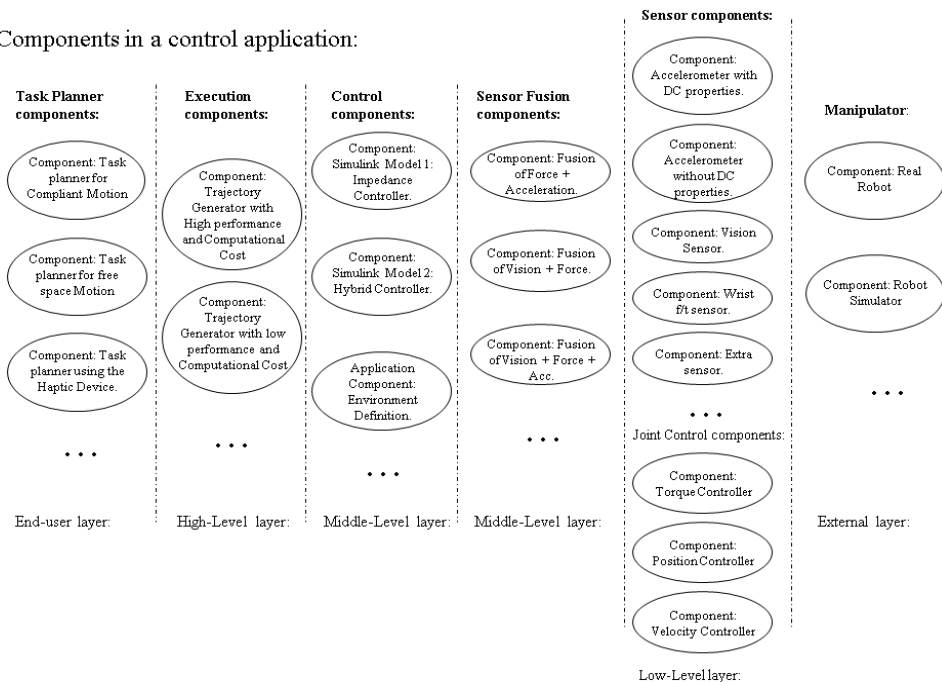 Components in a control application:
Task Planner
components:
Component: Task
planner for
Compliant Motion
Component: Task
planner for free
space Motion
Component: Task
planner using the
Haptic Device.
...
End-user layer:
Execution
components:
Component:
Trajectory
Generator with
High performance
and Computational
Cost
Component:
Trajectory
Generator with low
performance and
Computational Cost
...
High-Level layer:
Control
components:
Component:
Simulink Model 1:
Impedance
Controller.
Component:
Simulink Model 2:
Hybrid Controller.
Application
Component:
Environment
Definition.
...
Middle-Level layer:
Sensor Fusion
components:
Component: Fusion
of Force +
Acceleration.
Component: Fusion
of Vision + Force.
Component: Fusion
of Vision + Force +
Acc.
...
Middle-Level layer:
Sensor components:
Component:
Accelerometer with
DC properties.
Component:
Accelerometer
without DC
properties.
Component: Vision
Sensor.
Component: Wrist
f/t sensor.
Component: Extra
sensor.
...
Joint Control components:
Component:
Torque Controller
Component:
Position Controller
Component:
Velocity Controller
Low-Level layer:
Manipulator:
Component: Real
Robot
Component: Robot
Simulator
...
External layer: